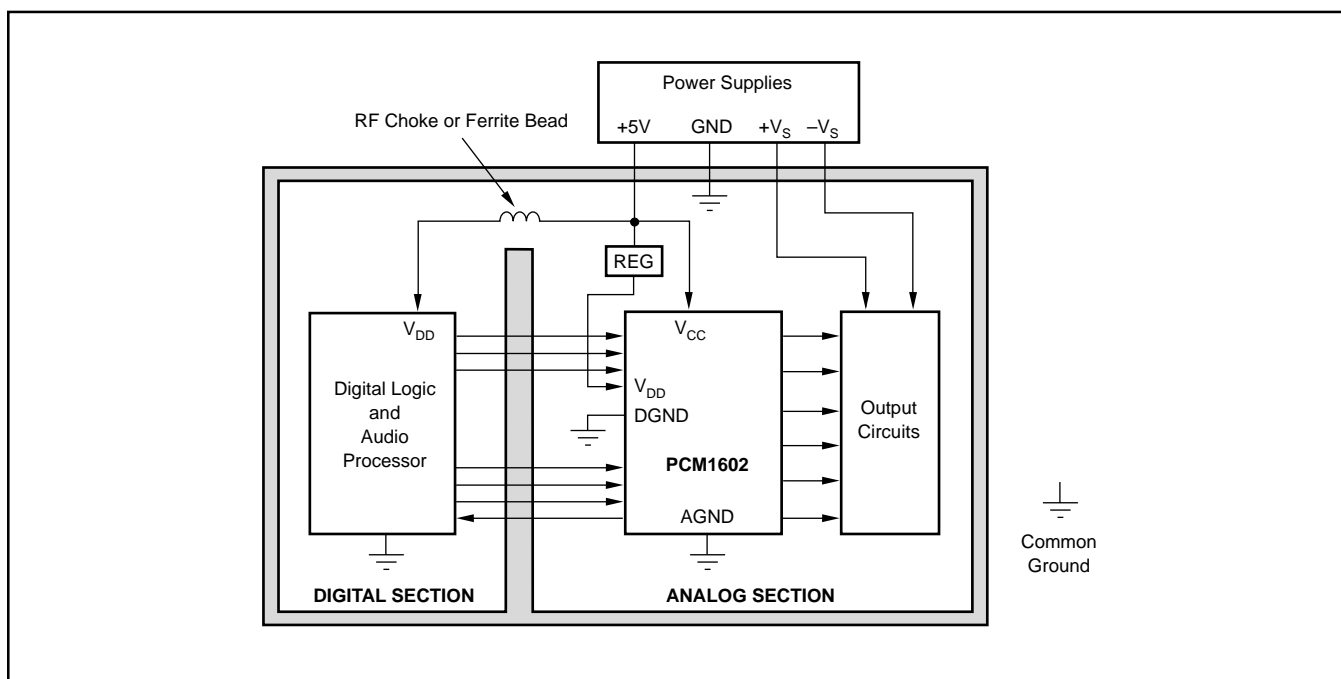 Power Supplies
+5V GND +VS –VS
RF Choke or Ferrite Bead
REG
VDD
Digital Logic
and
Audio
Processor
VCC
VDD
DGND
PCM1602
AGND
Output
Circuits
Common
Ground
DIGITAL SECTION
ANALOG SECTION